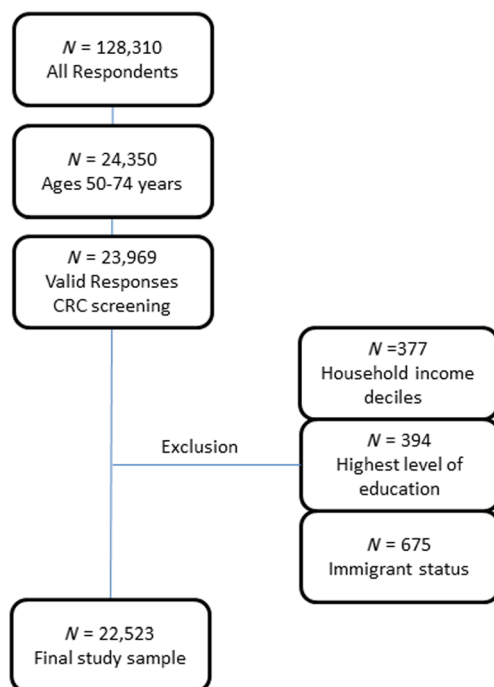 N = 128,310
All Respondents
N = 24,350
Ages 50-74 years
N = 23,969
Valid Responses
CRC screening
N =377
Household income
deciles
Exclusion
N = 394
Highest level of
education
N = 675
Immigrant status
N = 22,523
Final study sample